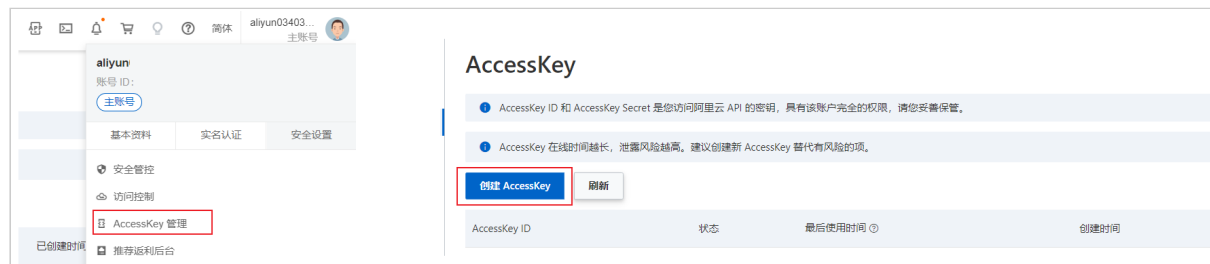 简体
aliyun03403...
主账号
aliyun
账号 ID：
主账号
基本资料
实名认证
安全设置
安全管控
访问控制
AccessKey 管理
推荐返利后台
已创建时间
AccessKey
AccessKey ID 和 AccessKey Secret 是您访问阿里云 API 的密钥，具有该账户完全的权限，请您妥善保管。
AccessKey 在线时间越长，泄露风险越高。建议创建新 AccessKey 替代有风险的项。
创建 AccessKey
刷新
AccessKey ID
状态
最后使用时间
创建时间